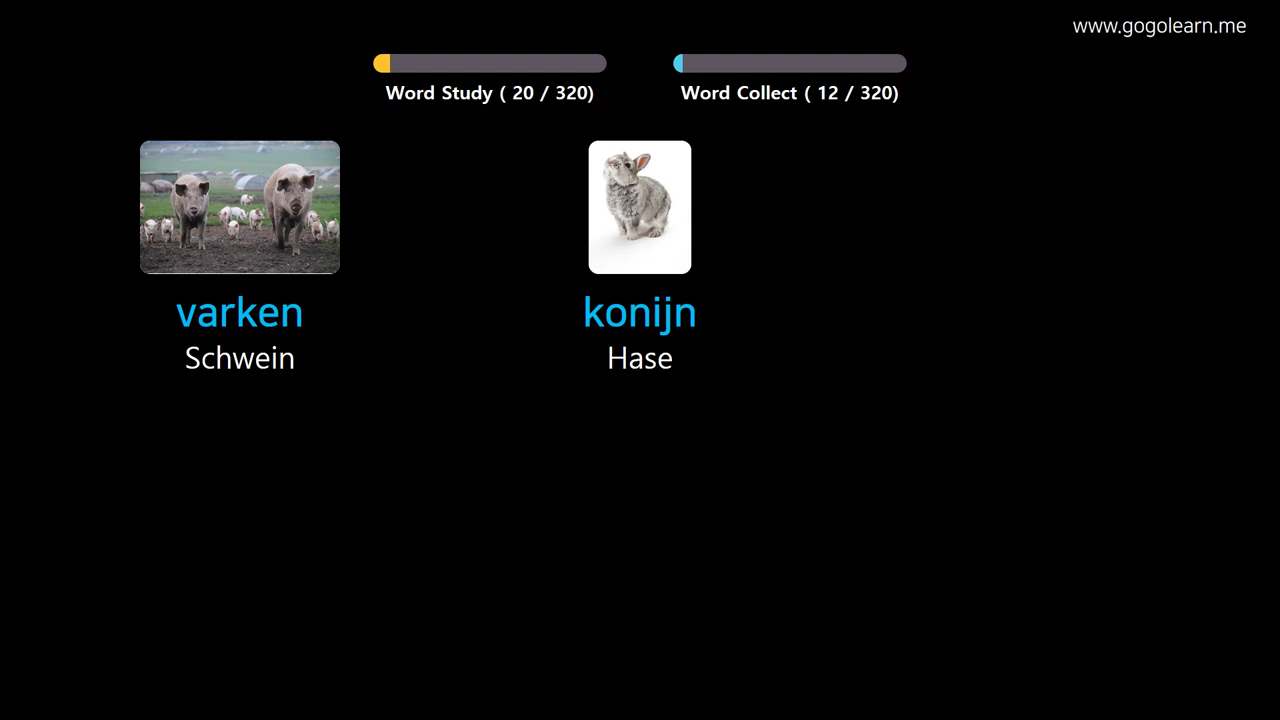 www.gogolearn.me
Word Study ( 20 / 320)
Word Collect ( 12 / 320)
varken
Schwein
konijn
Hase